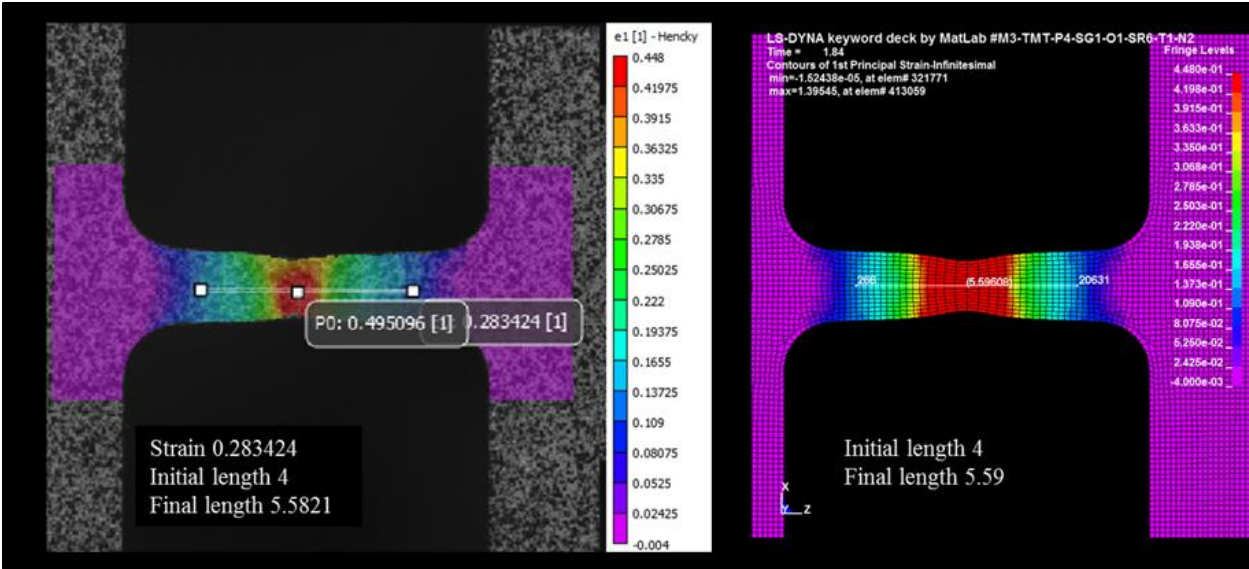 e1 [1] - Hencky
0.448
0.41975
0.3915
0.36325
0.335
0.30675
0.2785
0.25025
0.222
0.19375
0.1655
0.13725
0.109
0.08075
0.0525
0.02425
-0.004
P0: 0.495096 [1]
0.283424 [1]
Strain 0.283424
Initial length 4
Final length 5.5821
LS-DYNA keyword deck by MatLab #M3-TMT-P4-SG1-O1-SR6-T1-N2
Time = 1.84
Contours of 1st Principal Strain-Infinitesimal
min=-1.52438e-05, at elem# 321771
max=1.39545, at elem# 413059
Fringe Levels
4.480e-01
4.198e-01
3.915e-01
3.633e-01
3.350e-01
3.068e-01
2.785e-01
2.503e-01
2.220e-01
1.938e-01
1.655e-01
1.373e-01
1.090e-01
8.075e-02
5.250e-02
2.425e-02
-4.000e-03
266
(5.59608)
20631
Initial length 4
Final length 5.59
X
Y
Z